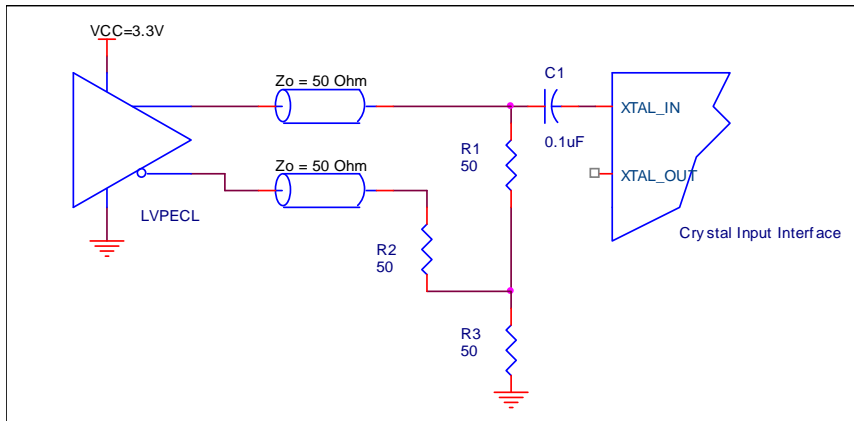 VCC=3.3V
Zo = 50 Ohm
C1
XTAL_IN
0.1uF
R1
50
Zo = 50 Ohm
XTAL_OUT
LVPECL
Crystal Input Interface
R2
50
R3
50